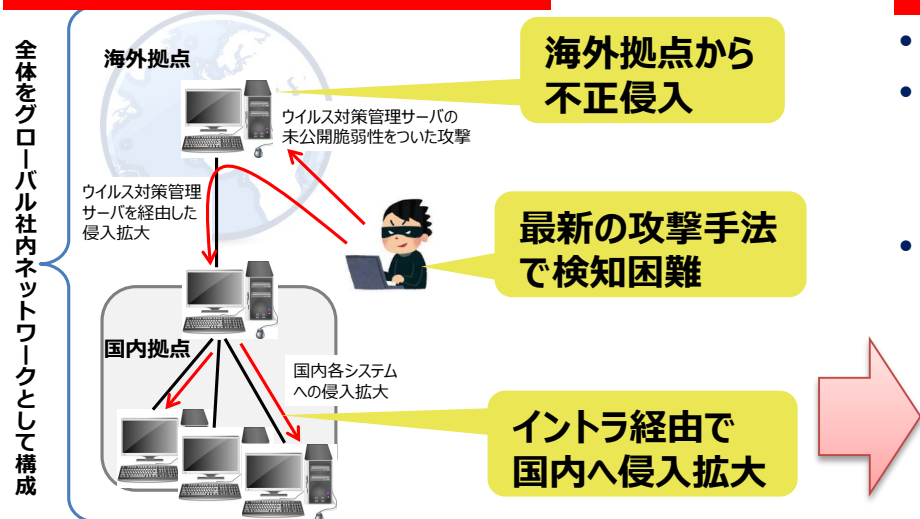 全体をグローバル社内ネットワークとして構成
海外拠点
海外拠点から
不正侵入
ウイルス対策管理サーバの
未公開脆弱性をついた攻撃
ウイルス対策管理
サーバを経由した
侵入拡大
最新の攻撃手法
で検知困難
国内拠点
国内各システム
への侵入拡大
イントラ経由で
国内へ侵入拡大